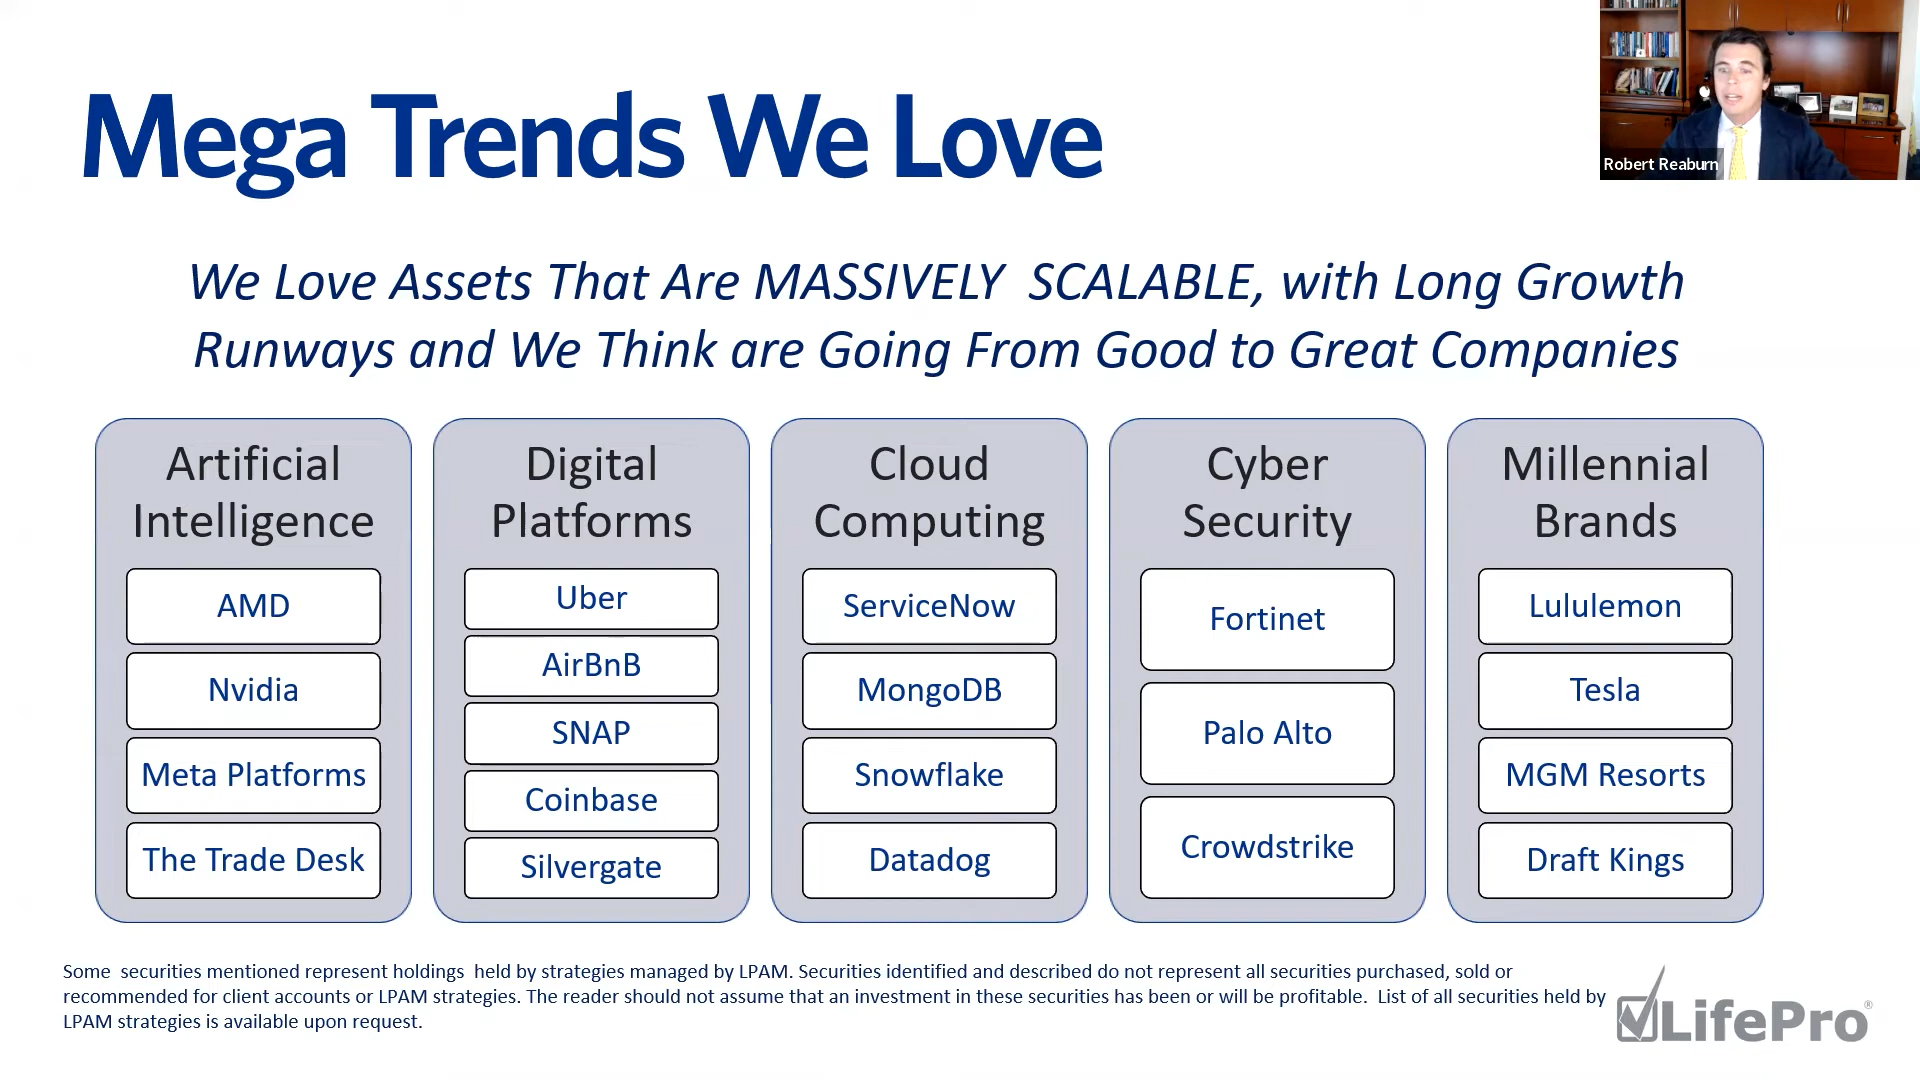 Mega Trends We Love
Robert Reaburn
We Love Assets That Are MASSIVELY  SCALABLE, with Long Growth
Runways and We Think are Going From Good to Great Companies
Artificial
Intelligence
AMD
Nvidia
Meta Platforms
The Trade Desk
Digital
Platforms
Uber
AirBnB
SNAP
Coinbase
Silvergate
Cloud
Computing
ServiceNow
MongoDB
Snowflake
Datadog
Cyber
Security
Fortinet
Palo Alto
Crowdstrike
Millennial
Brands
Lululemon
Tesla
MGM Resorts
Draft Kings
Some  securities mentioned represent holdings  held by strategies managed by LPAM. Securities identified and described do not represent all securities purchased, sold or
recommended for client accounts or LPAM strategies. The reader should not assume that an investment in these securities has been or will be profitable.  List of all securities held by
LPAM strategies is available upon request.
LifePro®